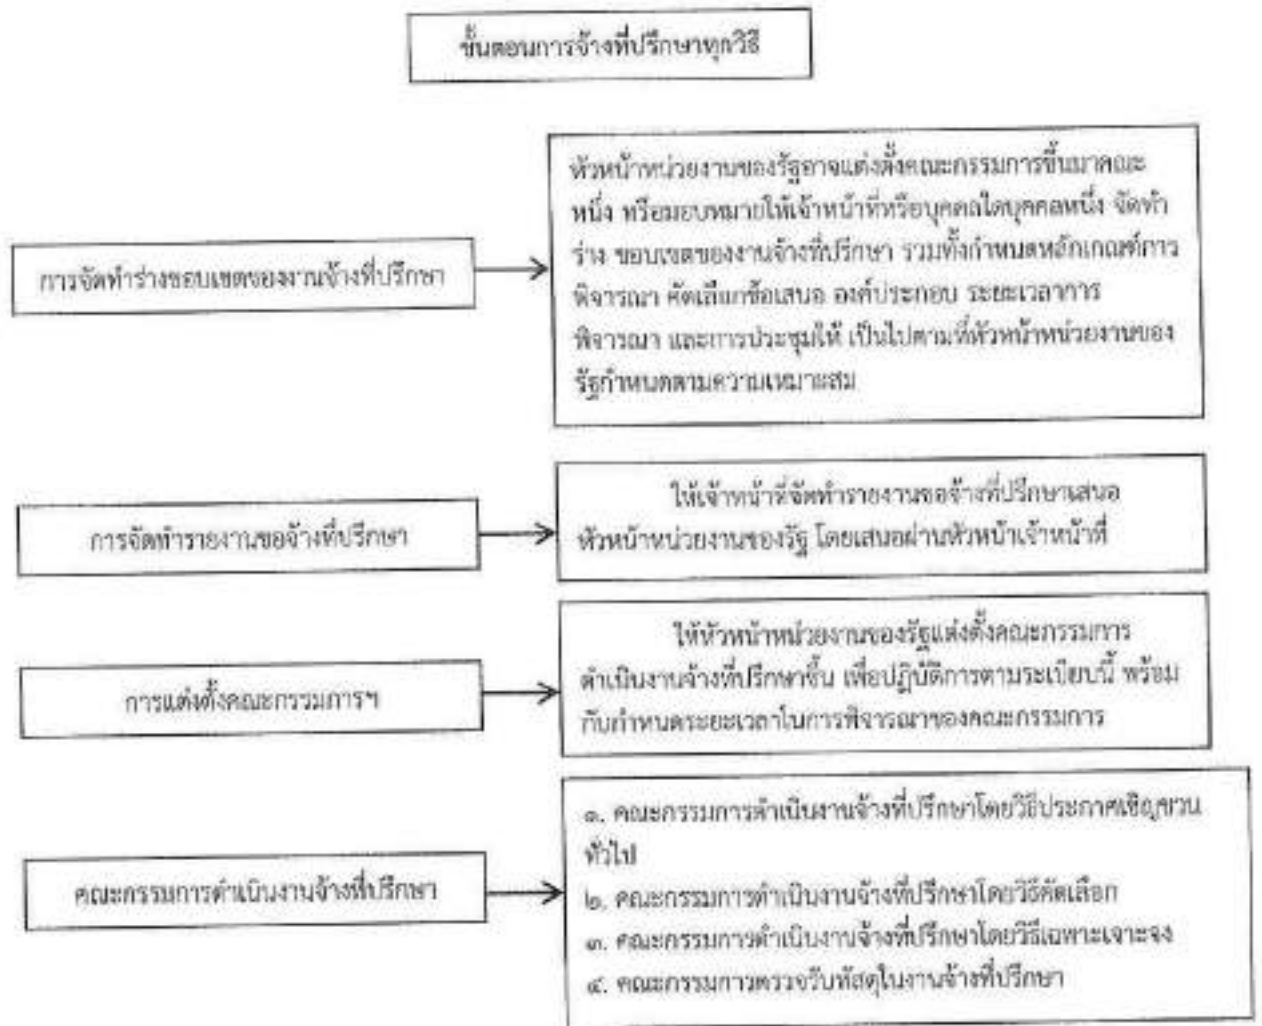 ขั้นตอนการจ้างที่ปรึกษาทุกวิธี
การจัดทำร่างขอบเขตของงานจ้างที่ปรึกษา
หัวหน้าหน่วยงานของรัฐอาจแต่งตั้งคณะกรรมการขึ้นมาคณะ
หนึ่ง หรือมอบหมายให้เจ้าหน้าที่หรือบุคคลใดบุคคลหนึ่ง จัดทำ
ร่าง ขอบเขตของงานจ้างที่ปรึกษา รวมทั้งกำหนดหลักเกณฑ์การ
พิจารณา คัดเลือกข้อเสนอ องค์ประกอบ ระยะเวลาการ
พิจารณา และการประชุมให้ เป็นไปตามที่หัวหน้าหน่วยงานของ
รัฐกำหนดตามความเหมาะสม
การจัดทำรายงานขอจ้างที่ปรึกษา
ให้เจ้าหน้าที่จัดทำรายงานขอจ้างที่ปรึกษาเสนอ
หัวหน้าหน่วยงานของรัฐ โดยเสนอผ่านหัวหน้าเจ้าหน้าที่
การแต่งตั้งคณะกรรมการฯ
ให้หัวหน้าหน่วยงานของรัฐแต่งตั้งคณะกรรมการ
ดำเนินงานจ้างที่ปรึกษาขึ้น เพื่อปฏิบัติการตามระเบียบนี้ พร้อม
กับกำหนดระยะเวลาในการพิจารณาของคณะกรรมการ
คณะกรรมการดำเนินงานจ้างที่ปรึกษา
๑. คณะกรรมการดำเนินงานจ้างที่ปรึกษาโดยวิธีประกาศเชิญชวน
ทั่วไป
๒. คณะกรรมการดำเนินงานจ้างที่ปรึกษาโดยวิธีคัดเลือก
๓. คณะกรรมการดำเนินงานจ้างที่ปรึกษาโดยวิธีเฉพาะเจาะจง
๔. คณะกรรมการตรวจรับพัสดุในงานจ้างที่ปรึกษา